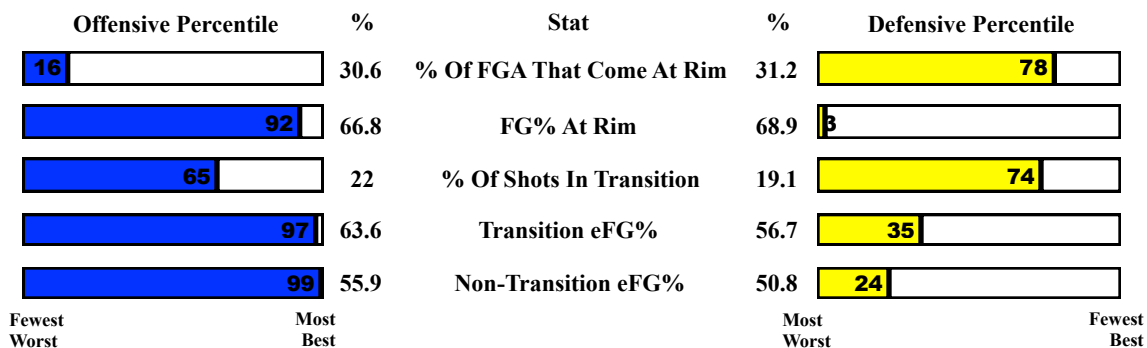 Offensive Percentile % Stat % Defensive Percentile
16 30.6 % Of FGA That Come At Rim 31.2 78
92 66.8 FG% At Rim 68.9 3
65 22 % Of Shots In Transition 19.1 74
97 63.6 Transition eFG% 56.7 35
99 55.9 Non-Transition eFG% 50.8 24
Fewest Most Most Fewest
Worst Best Worst Best